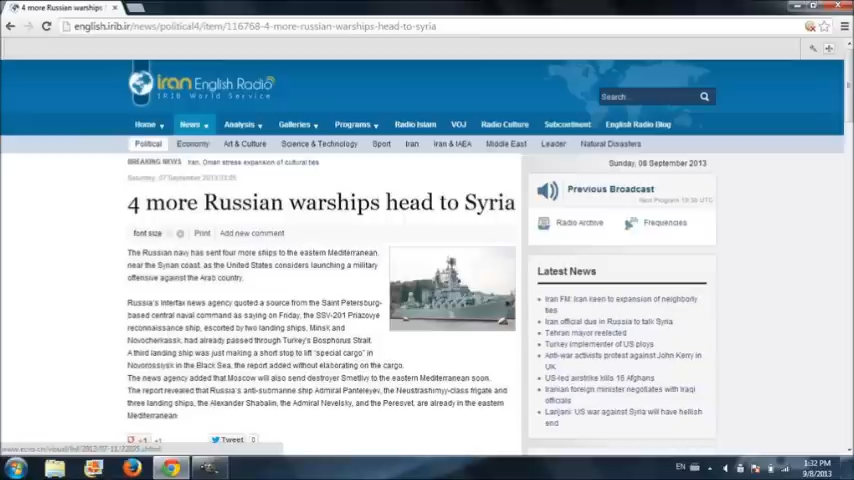 4 more Russian warships
english.irib.ir/news/political4/item/116768-4-more-russian-warships-head-to-syria
iran English Radio
IRIB World Service
Search...
Home News Analysis Galleries Programs Radio Islam VOJ Radio Culture Subcontinent English Radio Blog
Political Economy Art & Culture Science & Technology Sport Iran Iran & IAEA Middle East Leader Natural Disasters
BREAKING NEWS Iran, Oman stress expansion of cultural ties
Sunday, 08 September 2013
Saturday, 07 September 2013
4 more Russian warships head to Syria
font size Print Add new comment
The Russian navy has sent four more ships to the eastern Mediterranean,
near the Syrian coast, as the United States considers launching a military
offensive against the Arab country.
Russia's Interfax news agency quoted a source from the Saint Petersburg-
based central naval command as saying on Friday, the SSV-201 Priazovye
reconnaissance ship, escorted by two landing ships, Minsk and
Novocherkassk, had already passed through Turkey's Bosphorus Strait.
A third landing ship was just making a short stop to lift "special cargo" in
Novorossiysk in the Black Sea, the report added without elaborating on the cargo.
The news agency added that Moscow will also send destroyer Smetliviy to the eastern Mediterranean soon.
The report revealed that Russia's anti-submarine ship Admiral Panteleyev, the Neustrashimyy-class frigate and
three landing ships, the Alexander Shabalin, the Admiral Nevelsky, and the Peresvet, are already in the eastern
Mediterranean
+1
Tweet 0
Previous Broadcast
Radio Archive Frequencies
Latest News
Iran FM: Iran keen to expansion of neighborly
ties
Iran official due in Russia to talk Syria
Tehran mayor reelected
Turkey implementer of US ploys
Anti-war activists protest against John Kerry in
UK
US-led airstrike kills 16 Afghans
Iranian foreign minister negotiates with Iraqi
officials
Larijani: US war against Syria will have hellish
end
EN
1:32 PM
9/8/2013